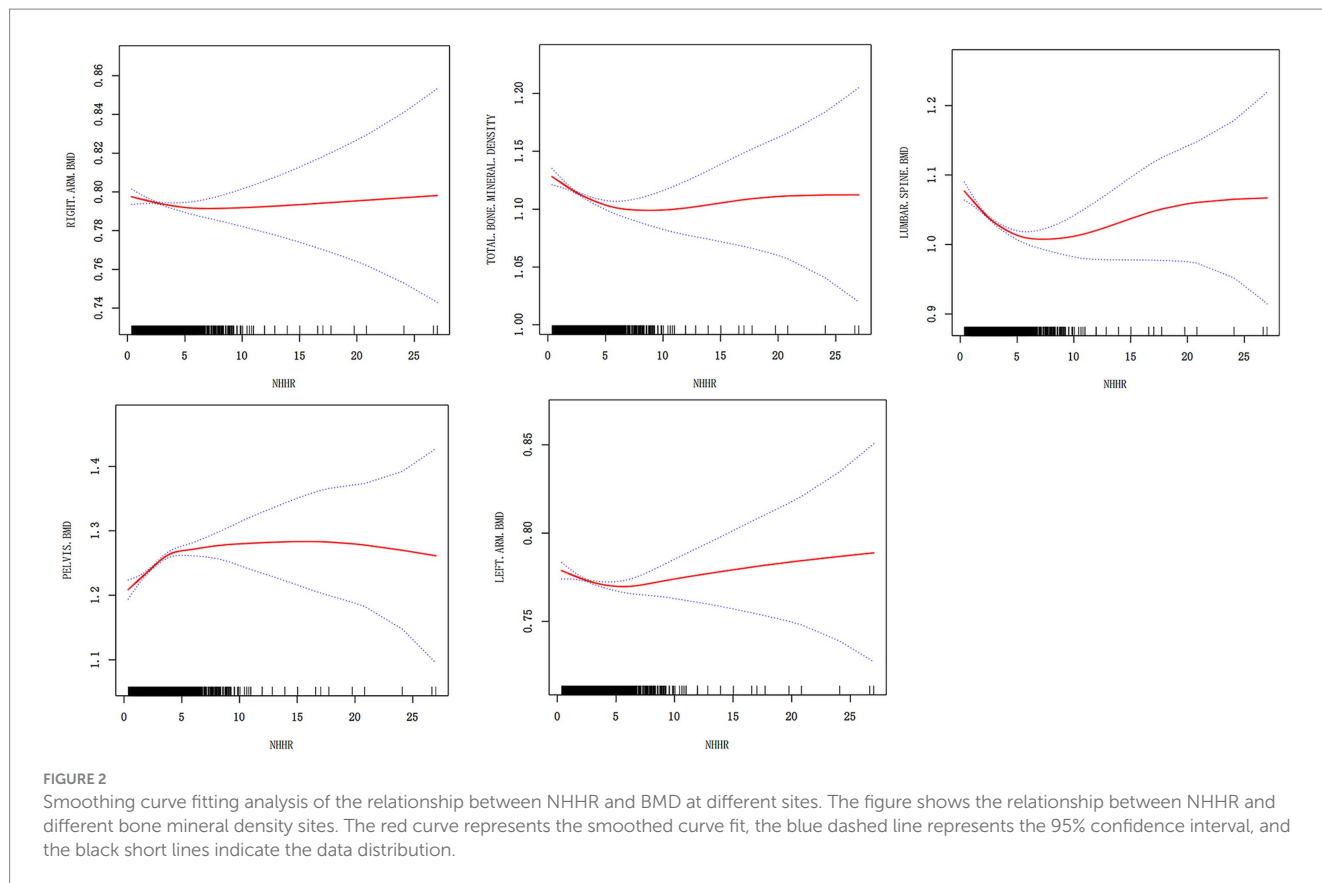 0.86
0.84
0.82
0.80
0.78
0.76
0.74
RIGHT. ARM. BMD
0 5 10 15 20 25
NHHR
1.20
1.15
1.10
1.05
1.00
TOTAL. BONE. MINERAL. DENSITY
0 5 10 15 20 25
NHHR
1.2
1.1
1.0
0.9
LUMBAR. SPINE. BMD
0 5 10 15 20 25
NHHR
1.4
1.3
1.2
1.1
PELVIS. BMD
0 5 10 15 20 25
NHHR
0.85
0.80
0.75
LEFT. ARM. BMD
0 5 10 15 20 25
NHHR
FIGURE 2
Smoothing curve fitting analysis of the relationship between NHHR and BMD at different sites. The figure shows the relationship between NHHR and
different bone mineral density sites. The red curve represents the smoothed curve fit, the blue dashed line represents the 95% confidence interval, and
the black short lines indicate the data distribution.